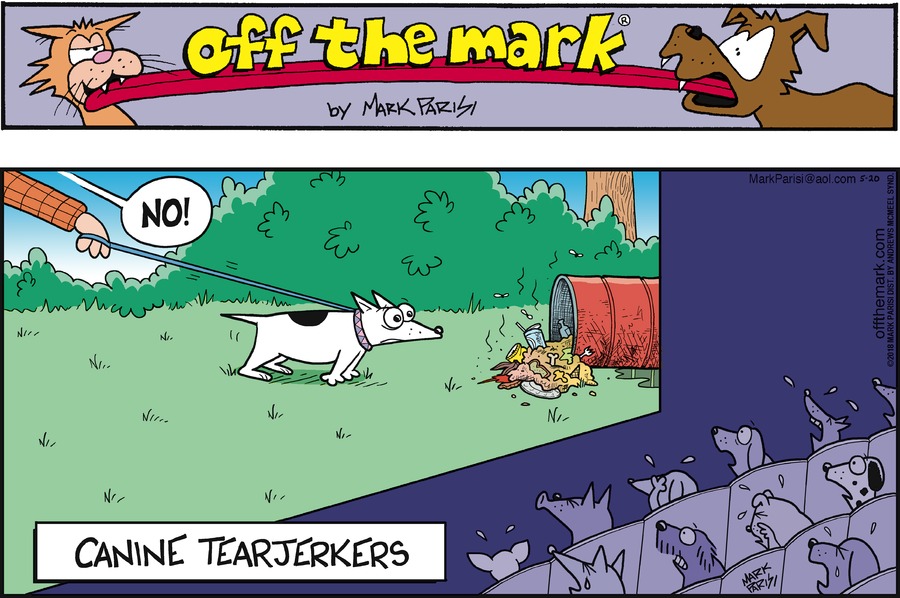 off the mark®
by MARK PARISI
NO!
MarkParisi@aol.com 5-20
offthemark.com
©2018 MARK PARISI DIST. BY ANDREWS MCMEEL SYND.
CANINE TEARJERKERS
MARK
PARISI